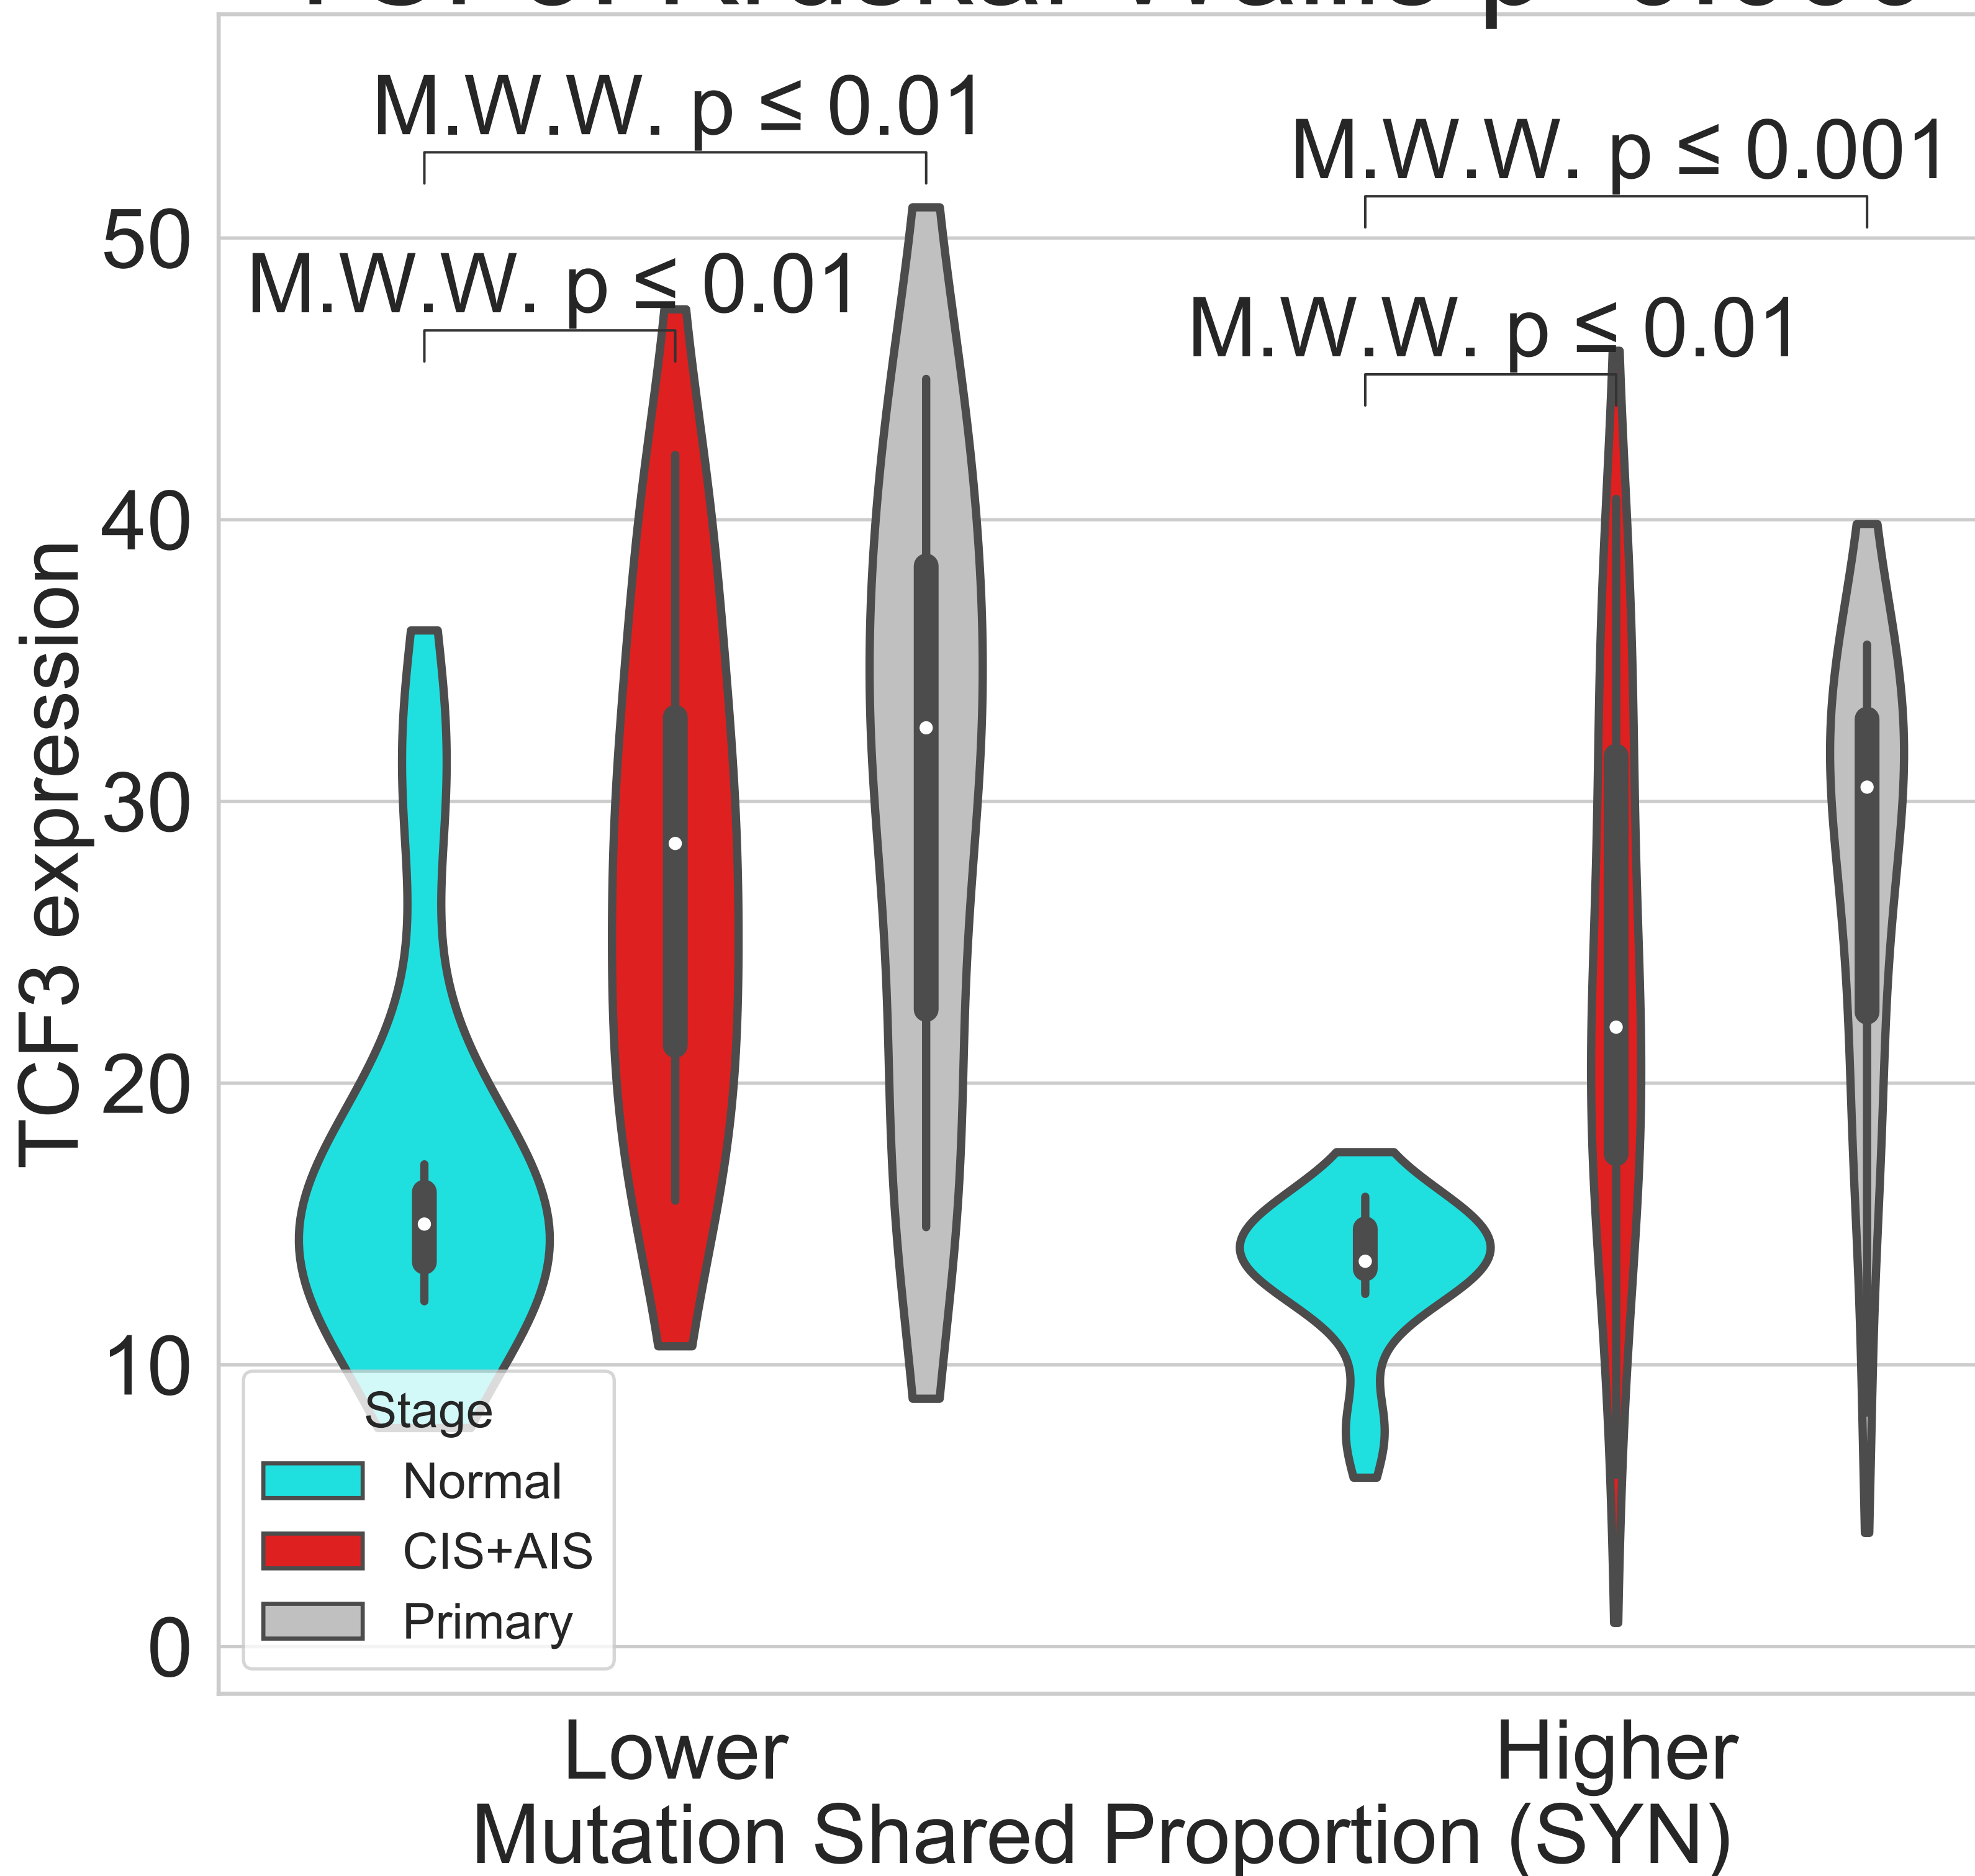 M.W.W. p ≤ 0.01
M.W.W. p ≤ 0.001
M.W.W. p ≤ 0.01
M.W.W. p ≤ 0.01
50
40
30
20
10
0
TCF3 expression
Stage
Normal
CIS+AIS
Primary
Lower
Higher
Mutation Shared Proportion (SYN)